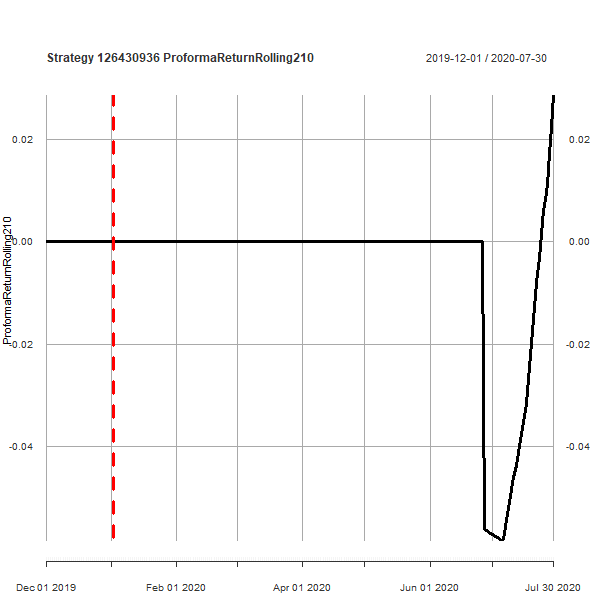 Strategy 126430936 ProformaReturnRolling210
2019-12-01 / 2020-07-30
ProformaReturnRolling210
0.02
0.00
-0.02
-0.04
0.02
0.00
-0.02
-0.04
Dec 01 2019
Feb 01 2020
Apr 01 2020
Jun 01 2020
Jul 30 2020